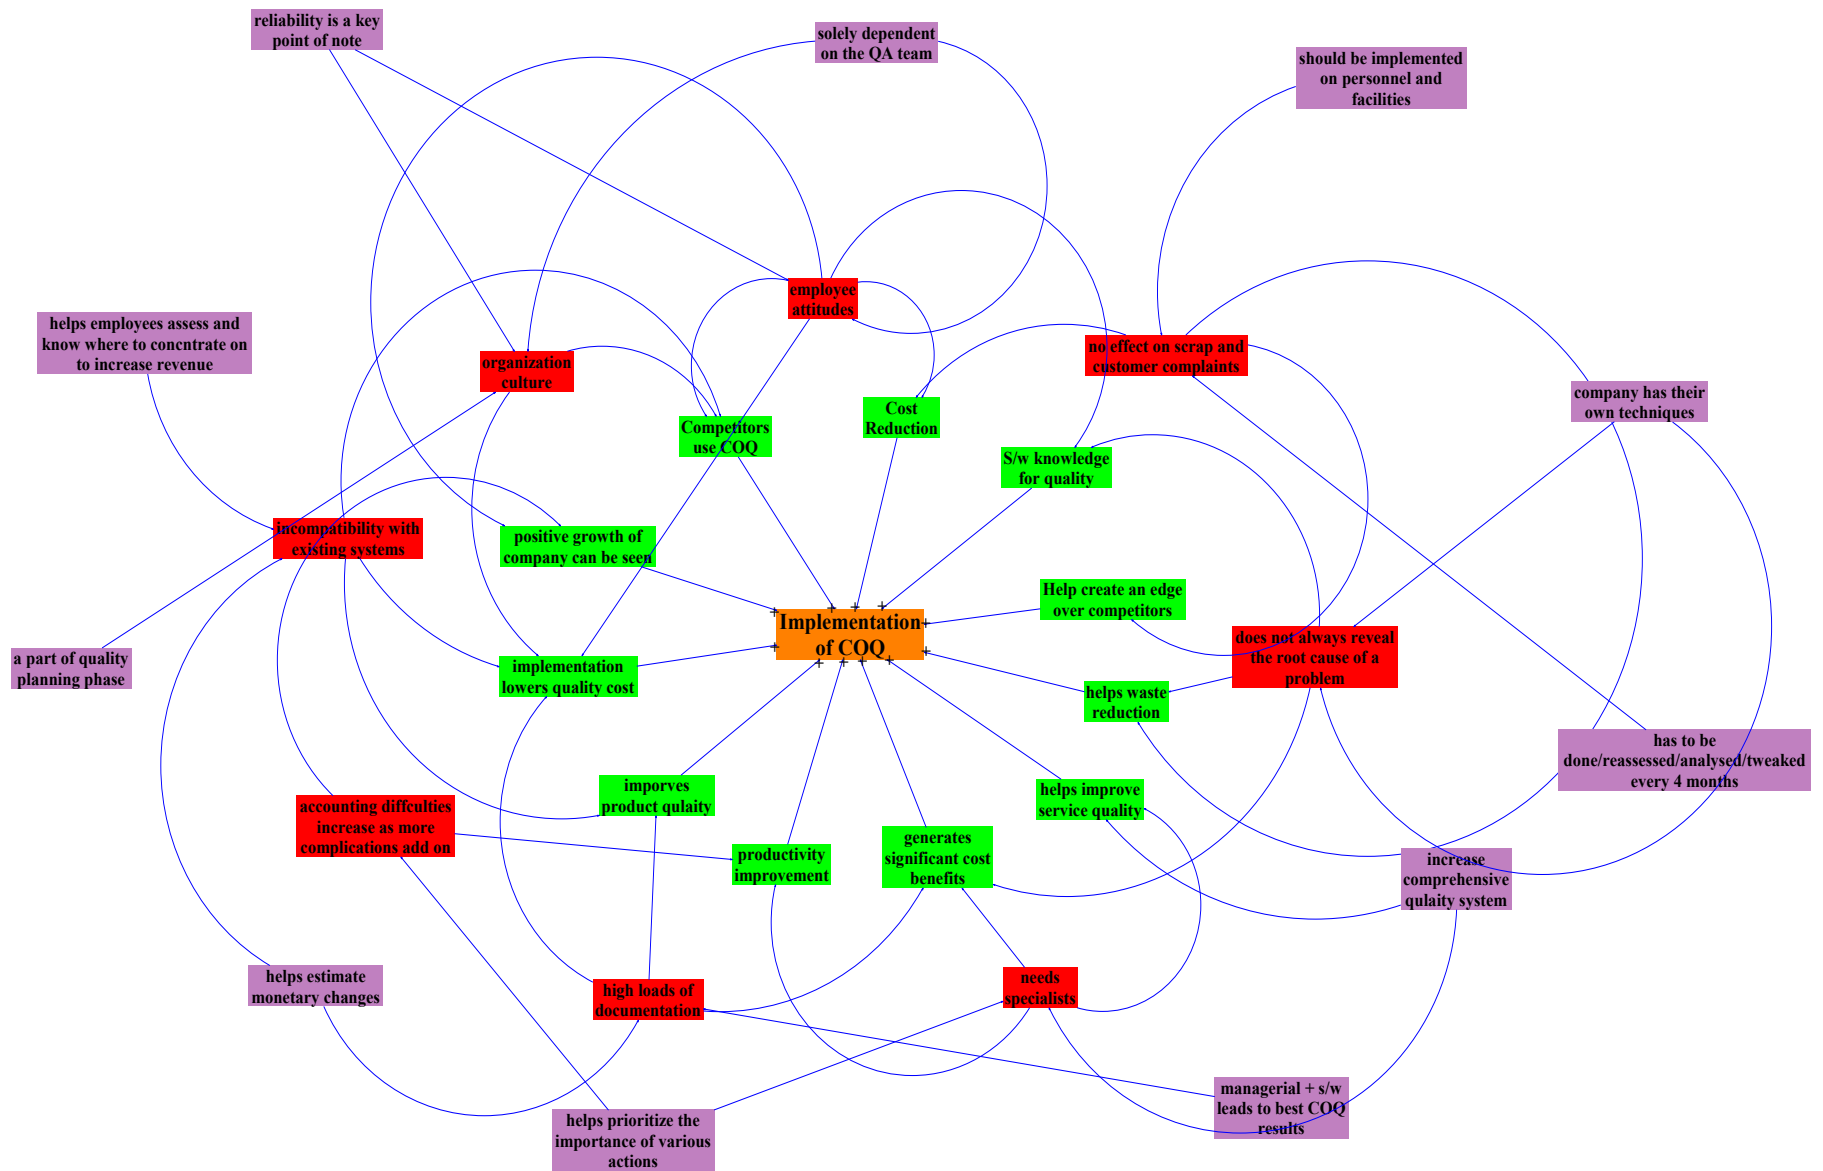 reliability is a key
point of note
solely dependent
on the QA team
should be implemented
on personnel and
facilities
employee
attitudes
helps employees assess and
know where to concntrate on
to increase revenue
organization
culture
no effect on scrap and
customer complaints
company has their
own techniques
Competitors
use COQ
Cost
Reduction
S/w knowledge
for quality
incompatibility with
existing systems
positive growth of
company can be seen
Help create an edge
over competitors
Implementation
of COQ
does not always reveal
the root cause of a
problem
a part of quality
planning phase
implementation
lowers quality cost
helps waste
reduction
has to be
done/reassessed/analysed/tweaked
every 4 months
imporves
product qulaity
helps improve
service quality
accounting diffculties
increase as more
complications add on
productivity
improvement
generates
significant cost
benefits
increase
comprehensive
qulaity system
helps estimate
monetary changes
high loads of
documentation
needs
specialists
managerial + s/w
leads to best COQ
results
helps prioritize the
importance of various
actions